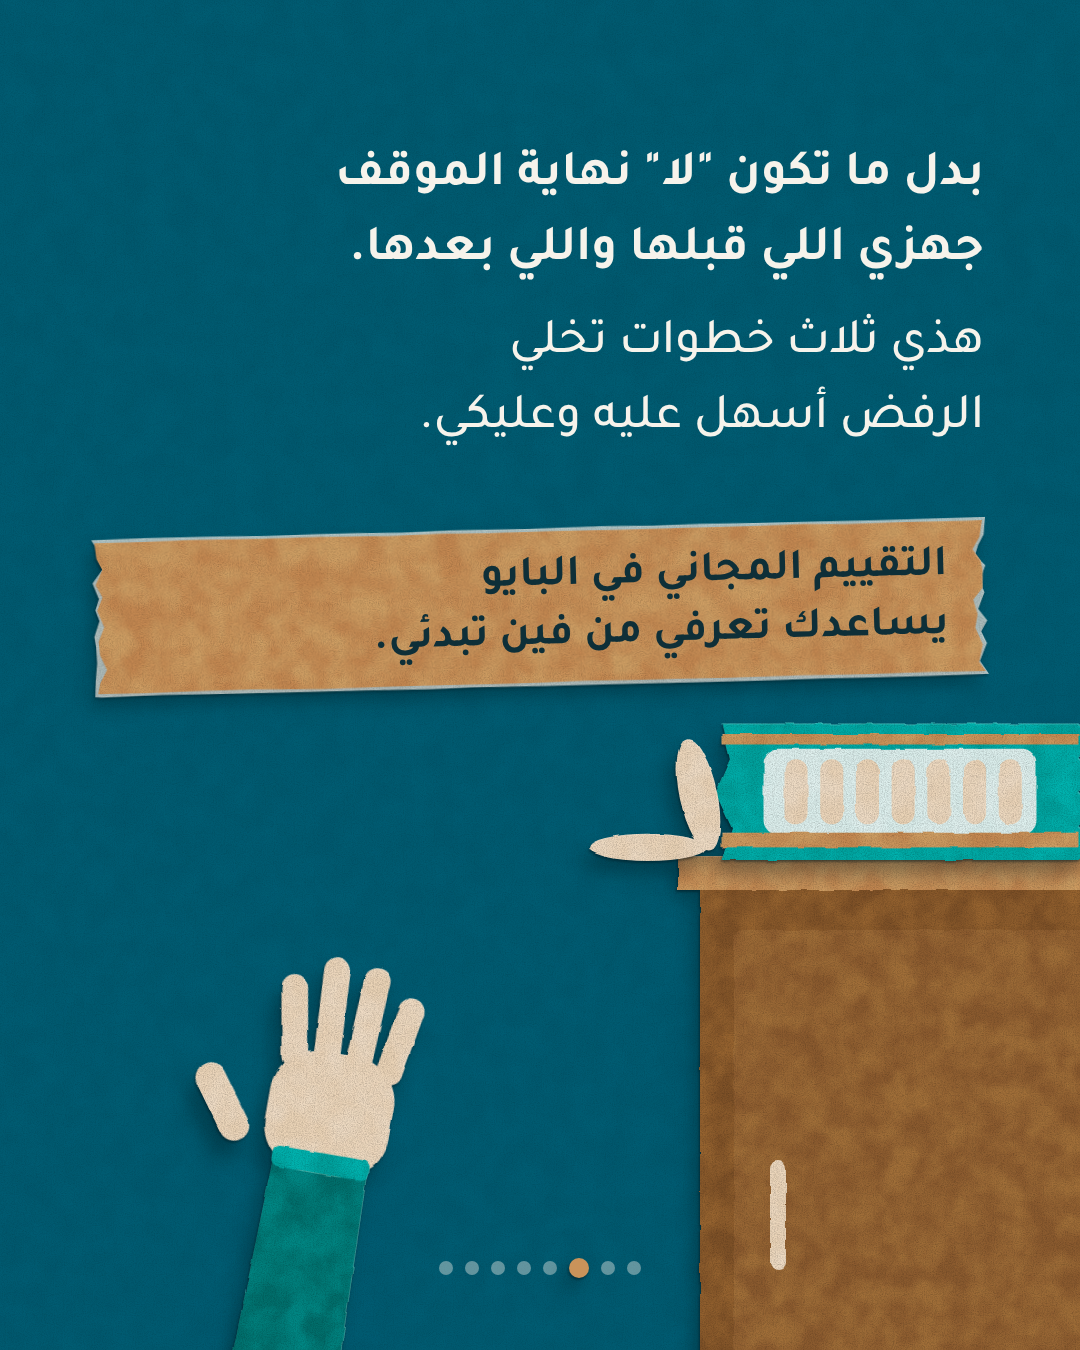 بدل ما تكون "لا" نهاية الموقف
جهزي اللي قبلها واللي بعدها.
هذي ثلاث خطوات تخلي
الرفض أسهل عليه وعليكي.
التقييم المجاني في البايو
يساعدك تعرفي من فين تبدئي.